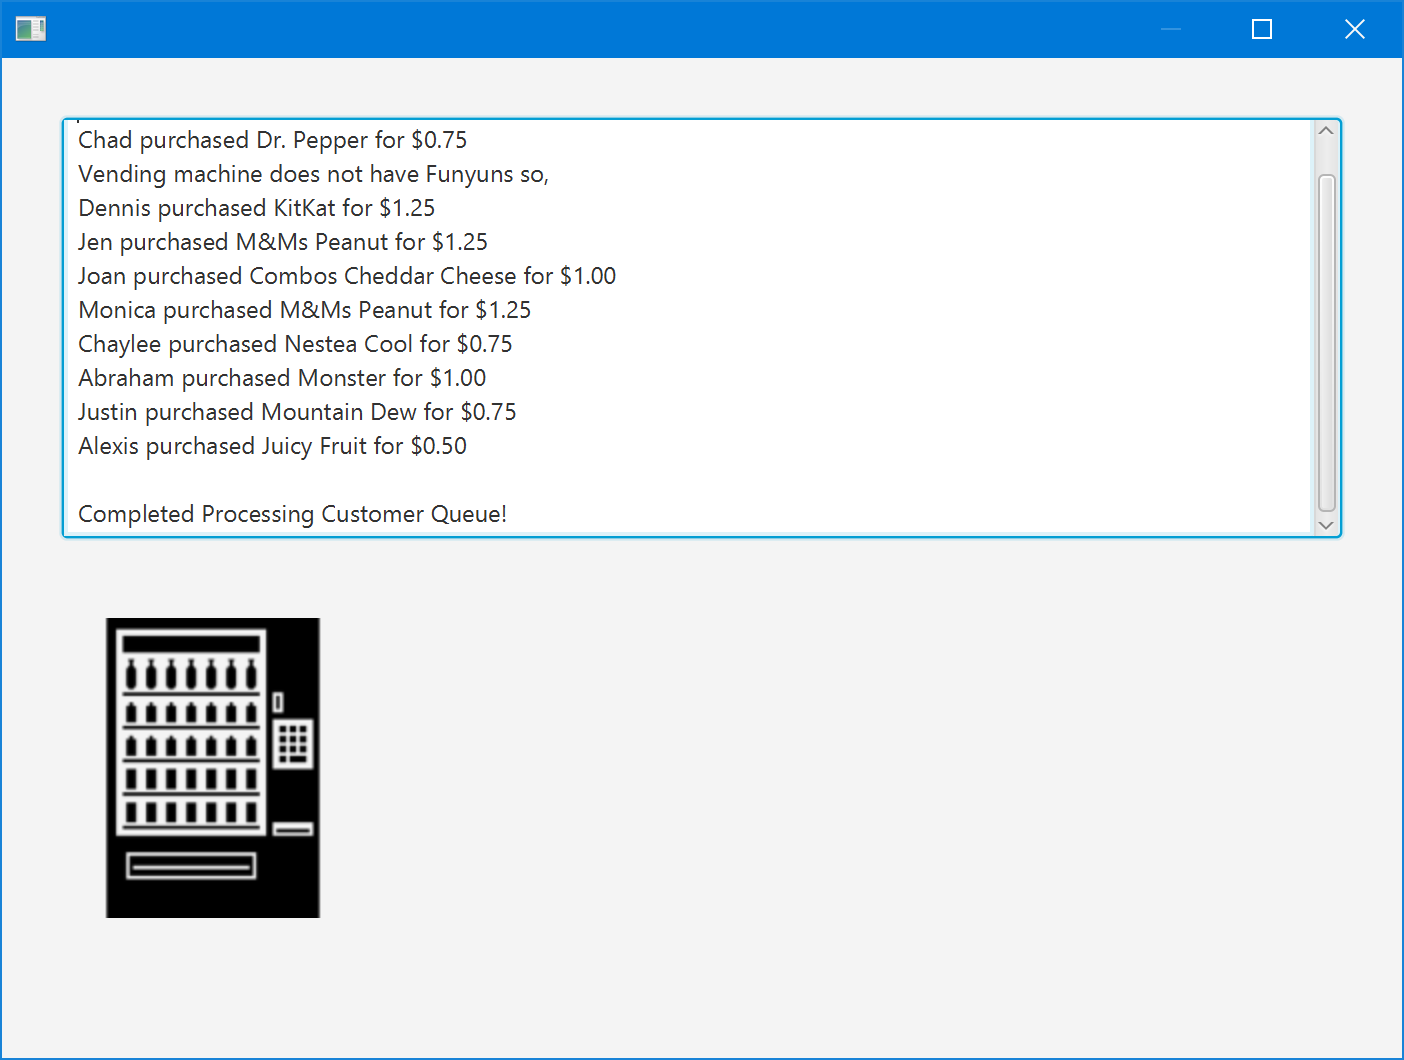 Chad purchased Dr. Pepper for $0.75
Vending machine does not have Funyuns so,
Dennis purchased KitKat for $1.25
Jen purchased M&Ms Peanut for $1.25
Joan purchased Combos Cheddar Cheese for $1.00
Monica purchased M&Ms Peanut for $1.25
Chaylee purchased Nestea Cool for $0.75
Abraham purchased Monster for $1.00
Justin purchased Mountain Dew for $0.75
Alexis purchased Juicy Fruit for $0.50
Completed Processing Customer Queue!